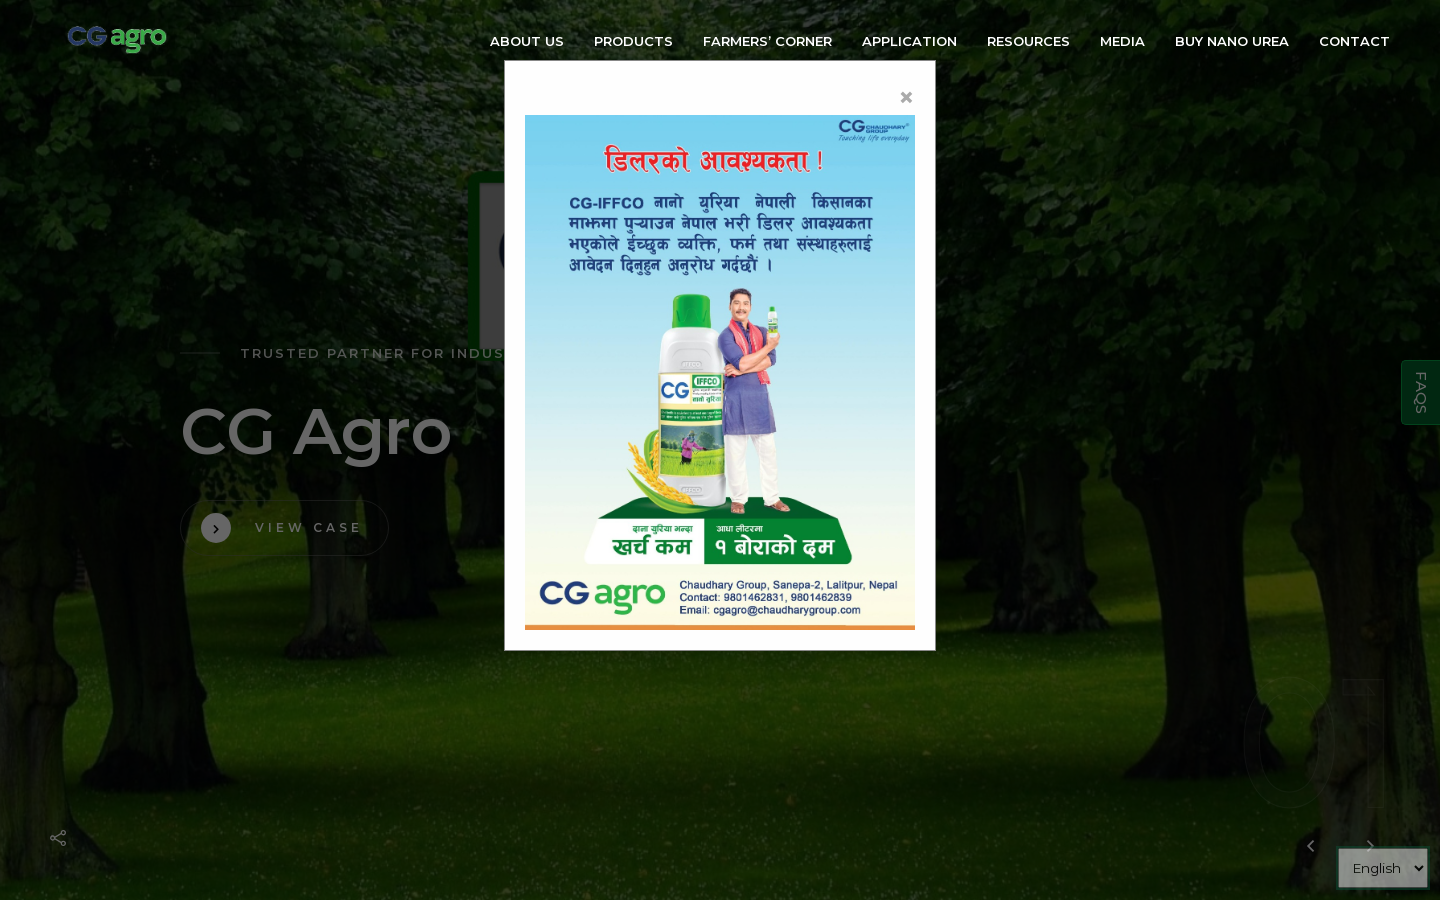 CG agro
ABOUT US PRODUCTS FARMERS’ CORNER APPLICATION RESOURCES MEDIA BUY NANO UREA CONTACT
×
CG CHAUDHARY GROUP
Touching life everyday
डिलरको आवश्यकता !
CG-IFFCO नानो युरिया नेपाली किसानका
माझमा पुर्‍याउन नेपाल भरी डिलर आवश्यकता
भएकोले ईच्छुक व्यक्ति, फर्म तथा संस्थाहरुलाई
आवेदन दिनुहुन अनुरोध गर्दछौं ।
CG IFFCO
नानो युरिया
दाना युरिया भन्दा
खर्च कम
आधा लीटरमा
१ बोराको दम
CG agro
Chaudhary Group, Sanepa-2, Lalitpur, Nepal
Contact: 9801462831, 9801462839
Email: cgagro@chaudharygroup.com
TRUSTED PARTNER FOR INDUS
CG Agro
VIEW CASE
FAQS
English